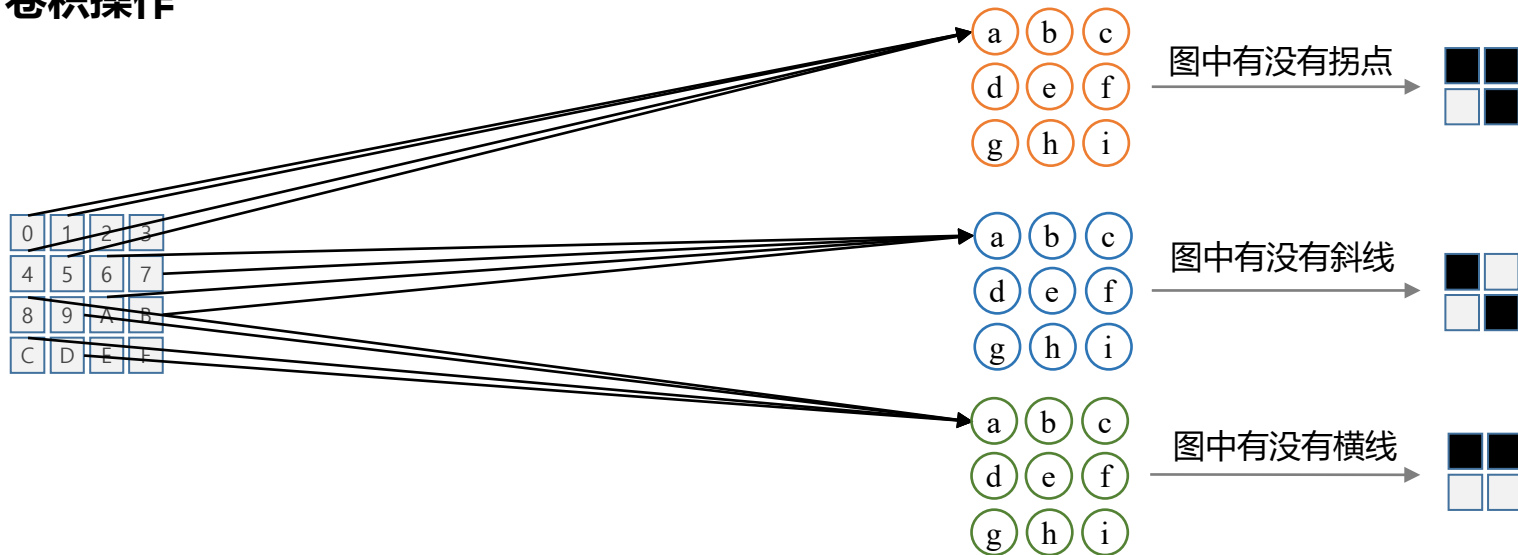 卷积操作
a b c
d e f
g h i
图中有没有拐点
0 1 2 3
4 5 6 7
8 9 A B
C D E F
a b c
d e f
g h i
图中有没有斜线
a b c
d e f
g h i
图中有没有横线